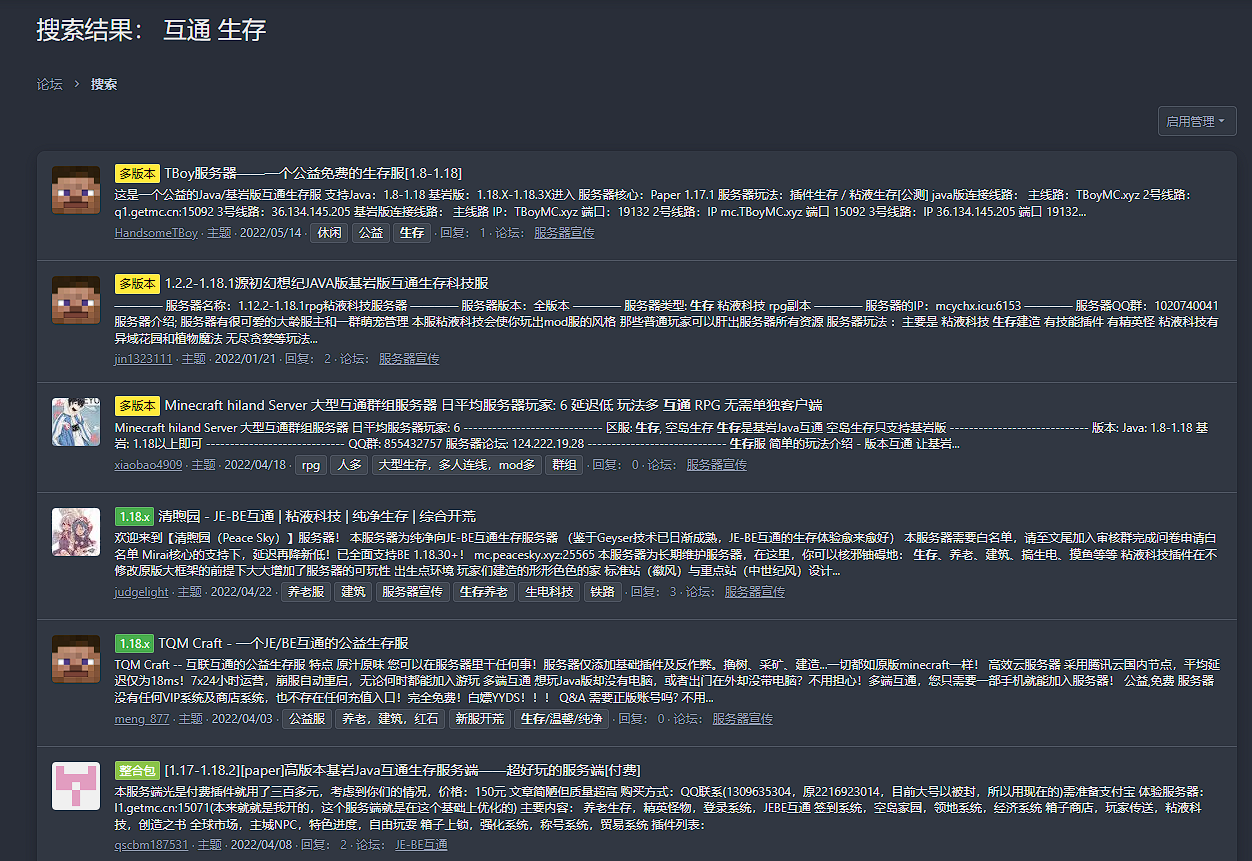 搜索结果： 互通 生存
论坛 > 搜索
启用管理
多版本 TBoy服务器———一个公益免费的生存服[1.8-1.18]
这是一个公益的Java/基岩版互通生存服 支持Java：1.8-1.18 基岩版：1.18.X-1.18.3X进入 服务器核心：Paper 1.17.1 服务器玩法：插件生存 / 粘液生存[公测] java版连接线路： 主线路：TBoyMC.xyz 2号线路：
q1.getmc.cn:15092 3号线路：36.134.145.205 基岩版连接线路： 主线路 IP：TBoyMC.xyz 端口：19132 2号线路：IP mc.TBoyMC.xyz 端口 15092 3号线路：IP 36.134.145.205 端口 19132...
HandsomeTBoy · 主题 · 2022/05/14 · 休闲 公益 生存 · 回复： 1 · 论坛： 服务器宣传
多版本 1.2.2-1.18.1源初幻想纪JAVA版基岩版互通生存科技服
———— 服务器名称：1.12.2-1.18.1rpg粘液科技服务器 ———— 服务器版本：全版本 ———— 服务器类型: 生存 粘液科技 rpg副本 ———— 服务器的IP：mcychx.icu:6153 ———— 服务器QQ群：1020740041
服务器介绍; 服务器有很可爱的大龄服主和一群萌宠管理 本服粘液科技会使你玩出mod服的风格 那些普通玩家可以肝出服务器所有资源 服务器玩法 ：主要是 粘液科技 生存建造 有技能插件 有精英怪 粘液科技有
异域花园和植物魔法 无尽贪婪等玩法...
jin1323111 · 主题 · 2022/01/21 · 回复： 2 · 论坛： 服务器宣传
多版本 Minecraft hiland Server 大型互通群组服务器 日平均服务器玩家: 6 延迟低 玩法多 互通 RPG 无需单独客户端
Minecraft hiland Server 大型互通群组服务器 日平均服务器玩家: 6 ---------------------------- 区服: 生存, 空岛生存 生存是基岩Java互通 空岛生存只支持基岩版 ---------------------------- 版本: Java: 1.8-1.18 基
岩: 1.18以上即可 ---------------------------- QQ群: 855432757 服务器论坛: 124.222.19.28 ---------------------------- 生存服 简单的玩法介绍 - 版本互通 让基岩...
xiaobao4909 · 主题 · 2022/04/18 · rpg 人多 大型生存，多人连线，mod多 群组 · 回复： 0 · 论坛： 服务器宣传
1.18.x 清煦园 - JE-BE互通 | 粘液科技 | 纯净生存 | 综合开荒
欢迎来到【清煦园（Peace Sky）】服务器！ 本服务器为纯净向JE-BE互通生存服务器 （鉴于Geyser技术已日渐成熟，JE-BE互通的生存体验愈来愈好） 本服务器需要白名单，请至文尾加入审核群完成问卷申请白
名单 Mirai核心的支持下，延迟再降新低！已全面支持BE 1.18.30+！ mc.peacesky.xyz:25565 本服务器为长期维护服务器，在这里，你可以核邪铀碍地： 生存、养老、建筑、搞生电、摸鱼等等 粘液科技插件在不
修改原版大框架的前提下大大增加了服务器的可玩性 出生点环境 玩家们建造的形形色色的家 标准站（徽风）与重点站（中世纪风）设计...
judgelight · 主题 · 2022/04/22 · 养老服 建筑 服务器宣传 生存养老 生电科技 铁路 · 回复： 3 · 论坛： 服务器宣传
1.18.x TQM Craft - 一个JE/BE互通的公益生存服
TQM Craft -- 互联互通的公益生存服 特点 原汁原味 您可以在服务器里干任何事！服务器仅添加基础插件及反作弊。撸树、采矿、建造...一切都如原版minecraft一样！ 高效云服务器 采用腾讯云国内节点，平均延
迟仅为18ms！7x24小时运营，崩服自动重启，无论何时都能加入游玩 多端互通 想玩Java版却没有电脑，或者出门在外却没带电脑？不用担心！多端互通，您只需要一部手机就能加入服务器！ 公益,免费 服务器
没有任何VIP系统及商店系统，也不存在任何充值入口！完全免费！白嫖YYDS！！！ Q&A 需要正版账号吗? 不用...
meng_877 · 主题 · 2022/04/03 · 公益服 养老，建筑，红石 新服开荒 生存/温馨/纯净 · 回复： 0 · 论坛： 服务器宣传
整合包 [1.17-1.18.2][paper]高版本基岩Java互通生存服务端——超好玩的服务端[付费]
本服务端光是付费插件就用了三百多元，考虑到你们的情况，价格：150元 文章简陋但质量超高 购买方式：QQ联系(1309635304，原2216923014，目前大号以被封，所以用现在的)需准备支付宝 体验服务器：
l1.getmc.cn:15071(本来就就是我开的，这个服务端就是在这个基础上优化的) 主要内容： 养老生存，精英怪物，登录系统，JEBE互通 签到系统，空岛家园，领地系统，经济系统 箱子商店，玩家传送，粘液科
技，创造之书 全球市场，主城NPC，特色进度，自由玩耍 箱子上锁，强化系统，称号系统，贸易系统 插件列表：
qscbm187531 · 主题 · 2022/04/08 · 回复： 2 · 论坛： JE-BE互通